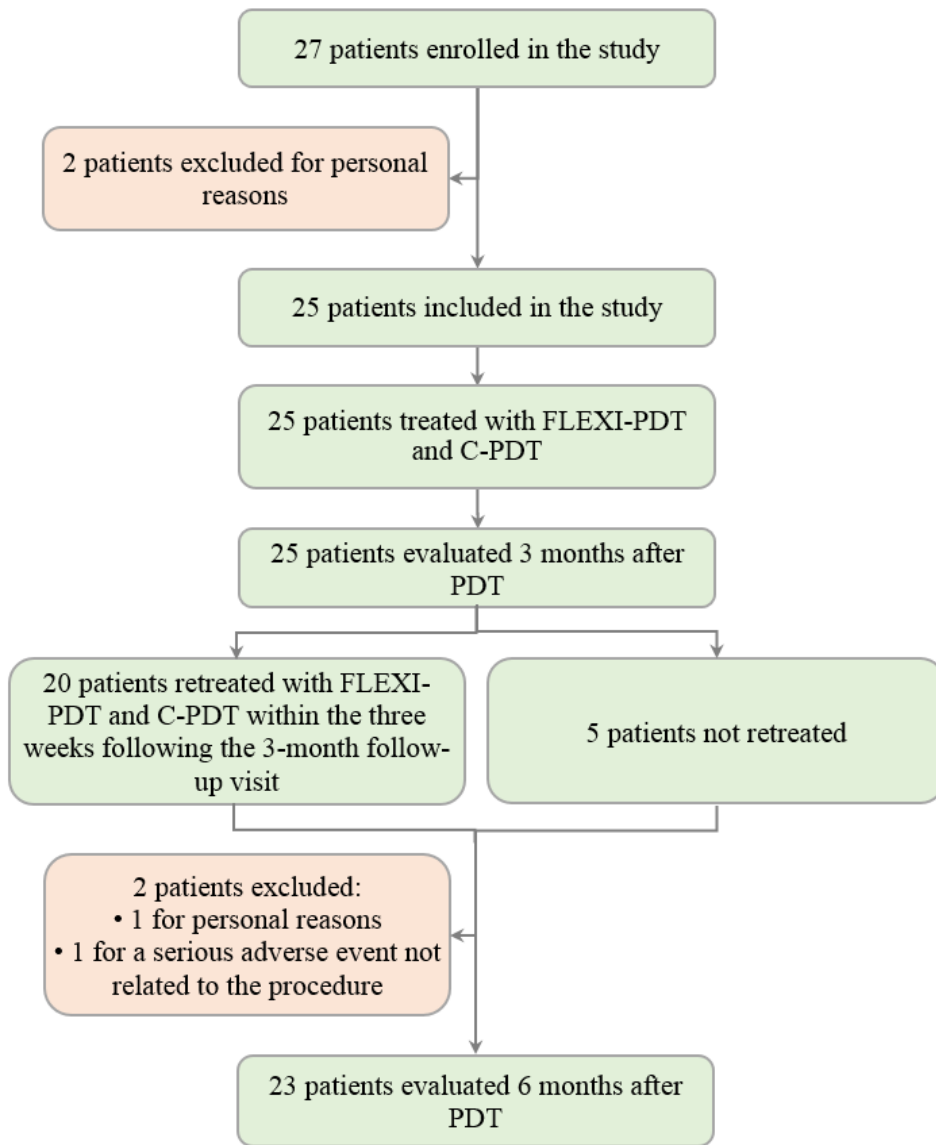 27 patients enrolled in the study
2 patients excluded for personal
reasons
25 patients included in the study
25 patients treated with FLEXI-PDT
and C-PDT
25 patients evaluated 3 months after
PDT
20 patients retreated with FLEXI-
PDT and C-PDT within the three
weeks following the 3-month follow-
up visit
5 patients not retreated
2 patients excluded:
• 1 for personal reasons
• 1 for a serious adverse event not
related to the procedure
23 patients evaluated 6 months after
PDT